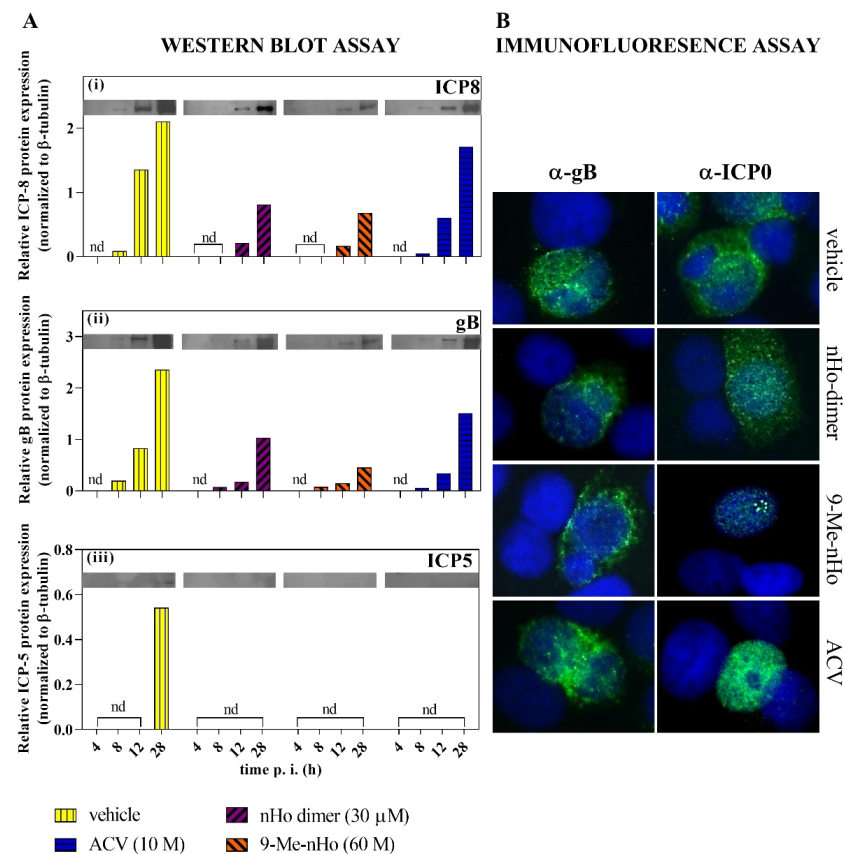 A
WESTERN BLOT ASSAY
(i)
ICP8
Relative ICP-8 protein expression
(normalized to β-tubulin)
2
1
0
nd
nd
nd
nd
(ii)
gB
Relative gB protein expression
(normalized to β-tubulin)
3
2
1
0
nd
nd
nd
nd
(iii)
ICP5
Relative ICP-5 protein expression
(normalized to β-tubulin)
0.8
0.6
0.4
0.2
0.0
nd
nd
nd
nd
4 8 12 28 4 8 12 28 4 8 12 28 4 8 12 28
time p. i. (h)
vehicle
nHo dimer (30 μM)
ACV (10 M)
9-Me-nHo (60 M)
B
IMMUNOFLUORESENCE ASSAY
α-gB
α-ICP0
vehicle
nHo-dimer
9-Me-nHo
ACV